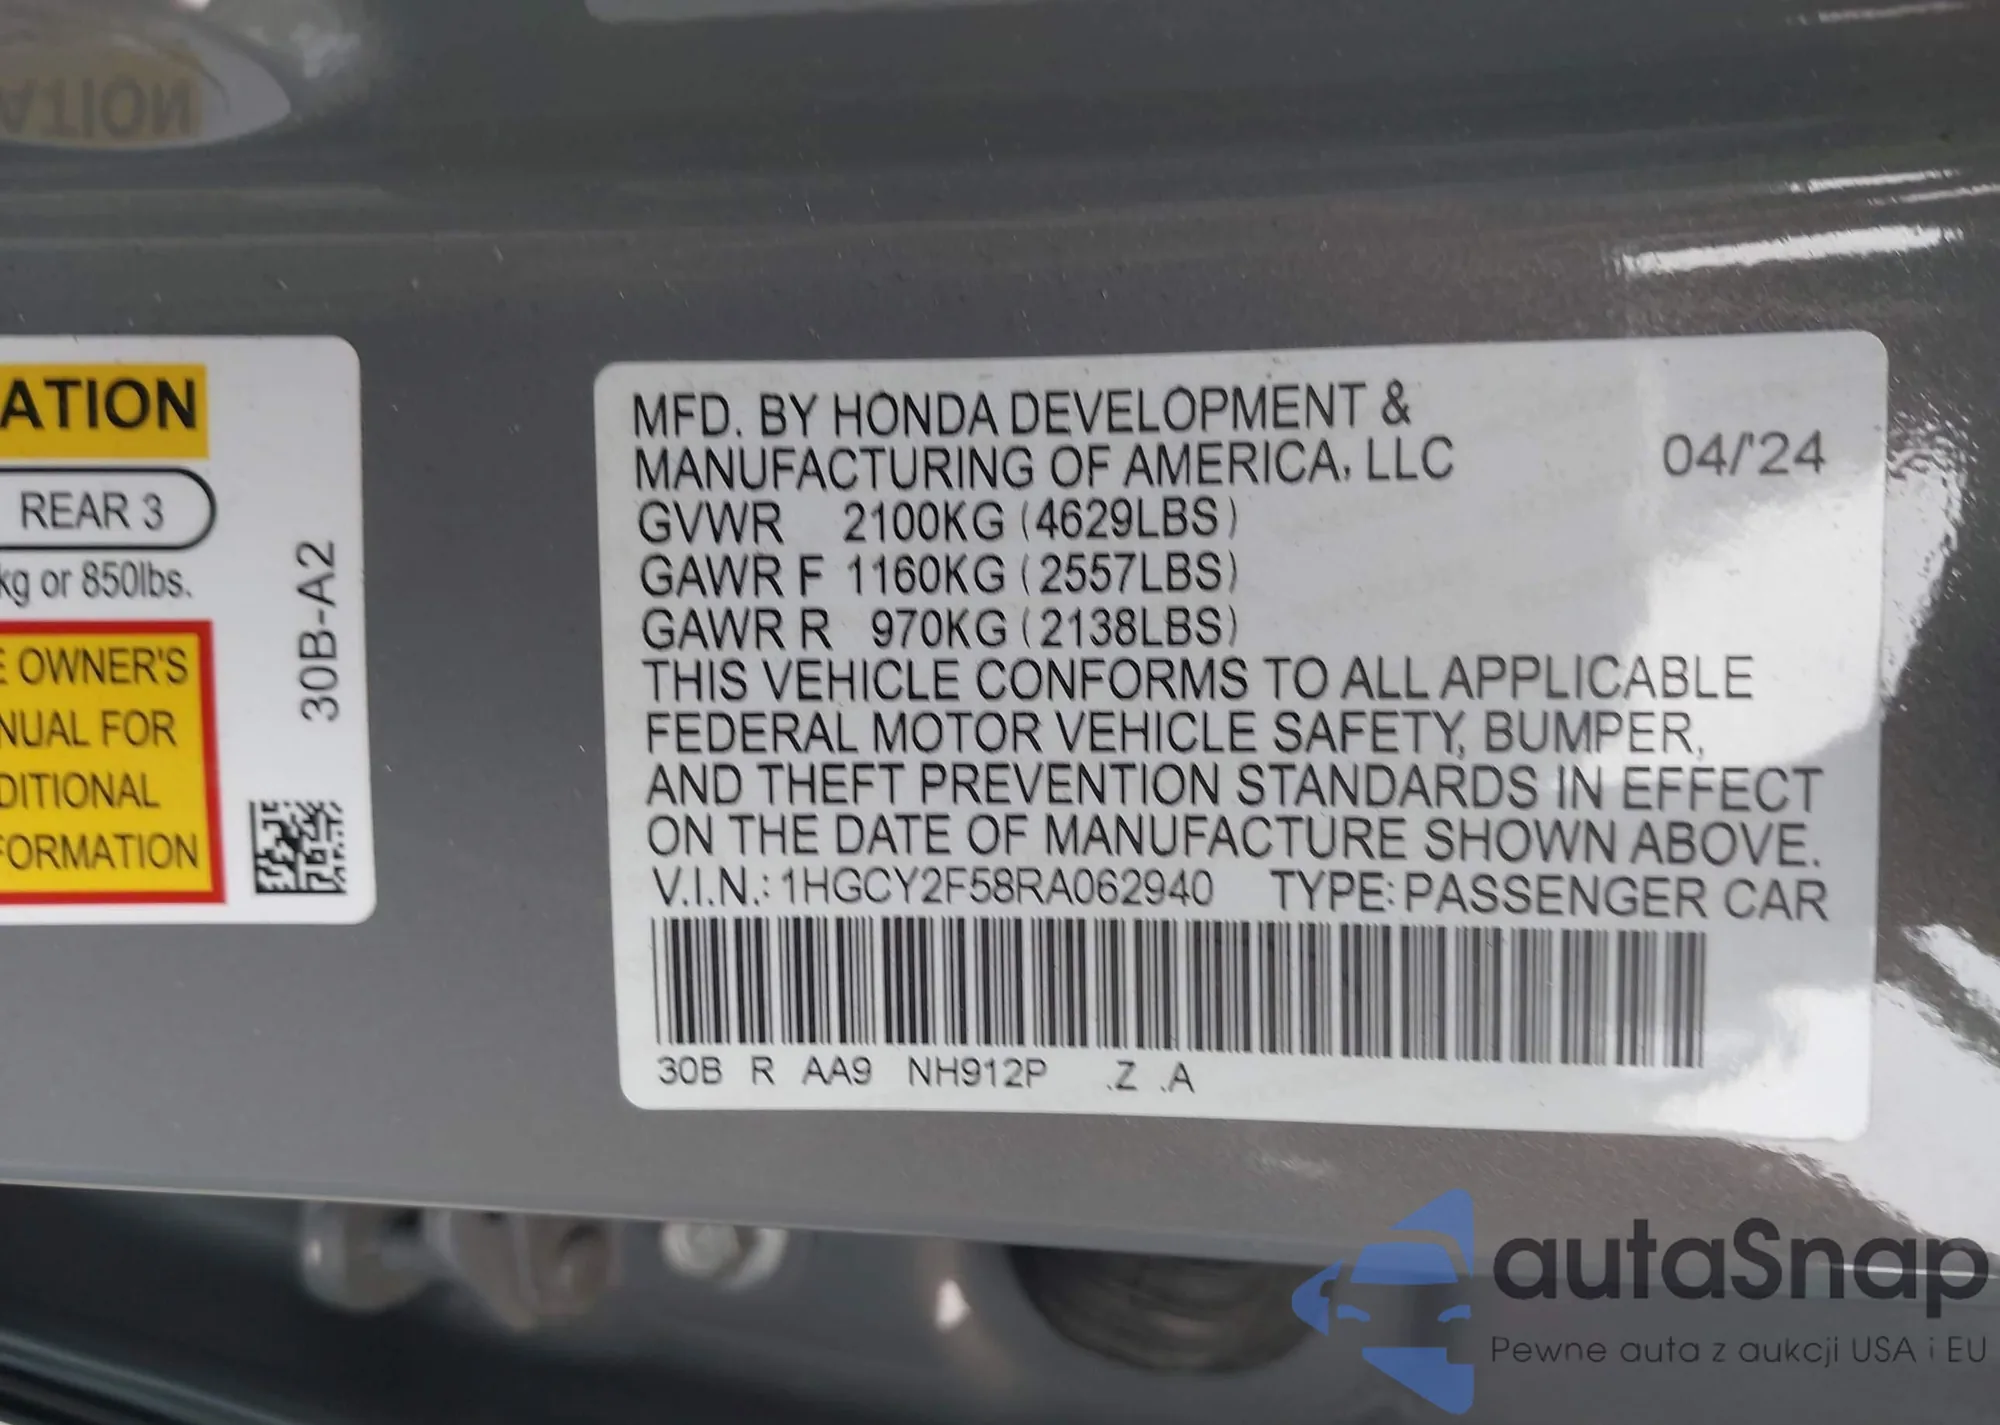 ATION
ATION
REAR 3
kg or 850lbs.
E OWNER'S
NUAL FOR
DITIONAL
FORMATION
30B-A2
MFD. BY HONDA DEVELOPMENT &
MANUFACTURING OF AMERICA, LLC 04/'24
GVWR 2100KG (4629LBS)
GAWR F 1160KG (2557LBS)
GAWR R 970KG (2138LBS)
THIS VEHICLE CONFORMS TO ALL APPLICABLE
FEDERAL MOTOR VEHICLE SAFETY, BUMPER,
AND THEFT PREVENTION STANDARDS IN EFFECT
ON THE DATE OF MANUFACTURE SHOWN ABOVE.
V.I.N.: 1HGCY2F58RA062940 TYPE: PASSENGER CAR
30B R AA9 NH912P .Z .A
autaSnap
Pewne auta z aukcji USA i EU